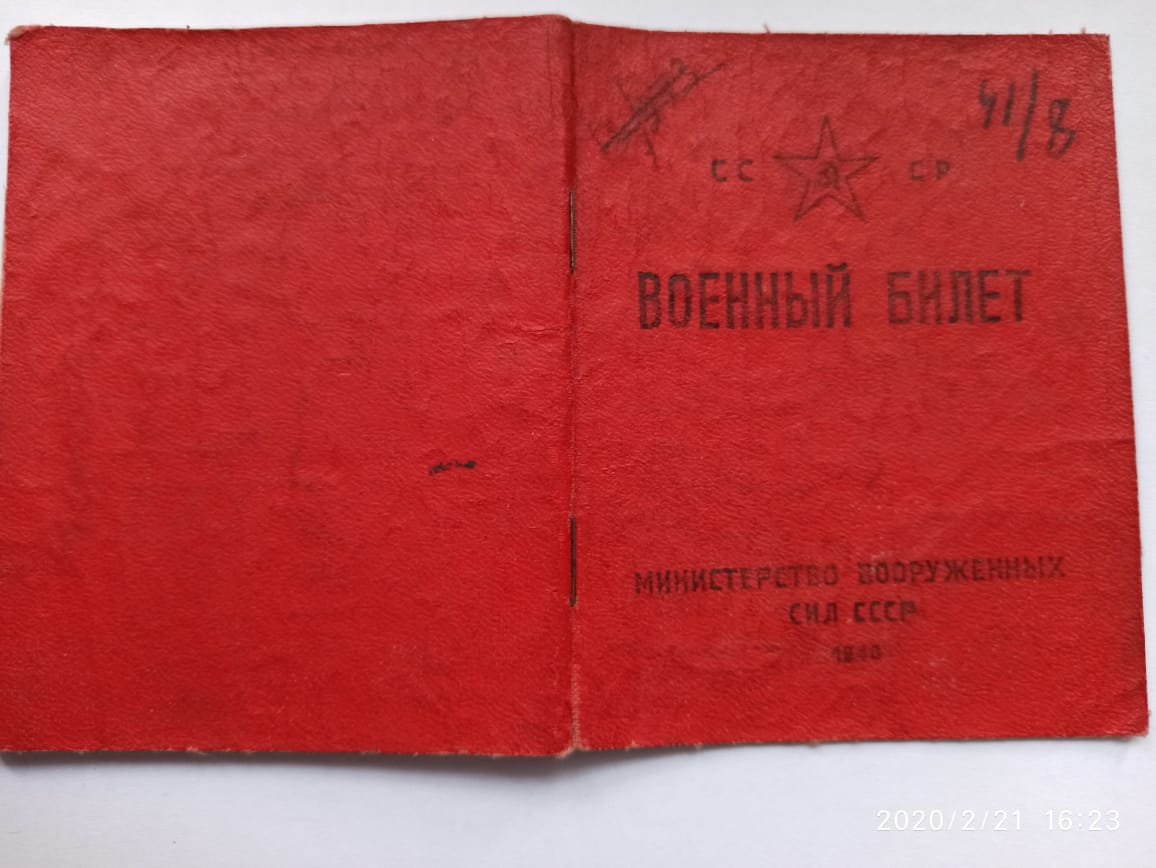 41/8
СС СР
ВОЕННЫЙ БИЛЕТ
МИНИСТЕРСТВО ВООРУЖЕННЫХ
СИЛ СССР
2020/2/21 16:23